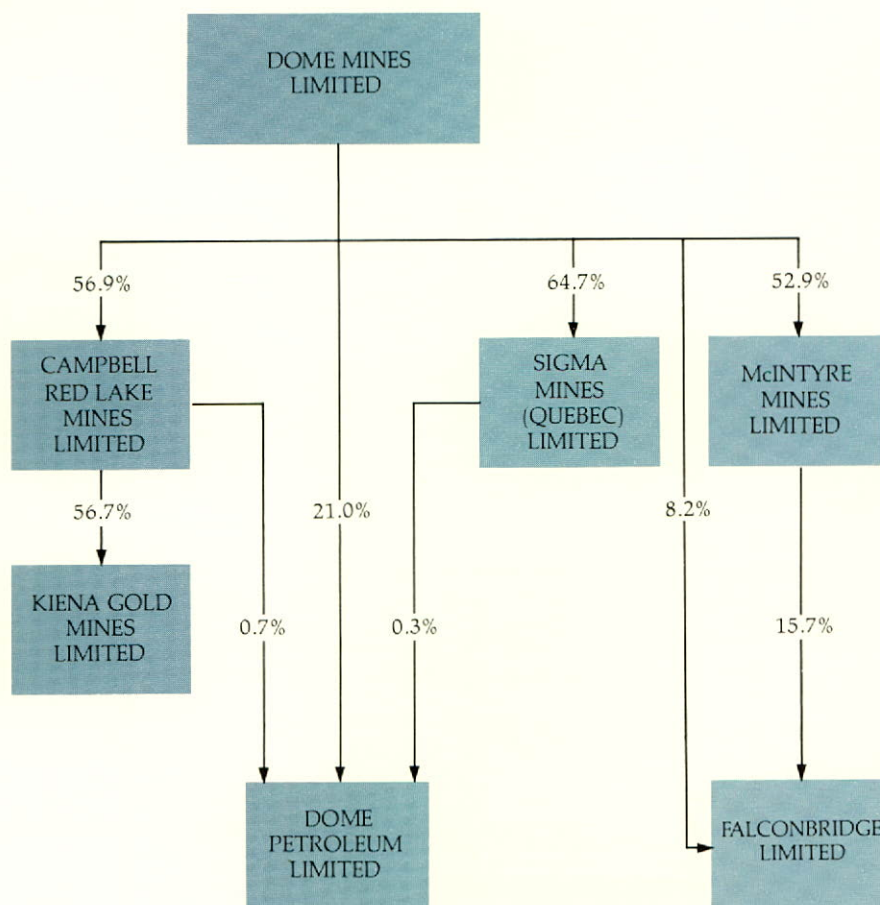 DOME MINES
LIMITED
56.9%
64.7%
52.9%
CAMPBELL
RED LAKE
MINES
LIMITED
SIGMA
MINES
(QUEBEC)
LIMITED
McINTYRE
MINES
LIMITED
56.7%
21.0%
8.2%
KIENA GOLD
MINES
LIMITED
0.7%
0.3%
15.7%
DOME
PETROLEUM
LIMITED
FALCONBRIDGE
LIMITED